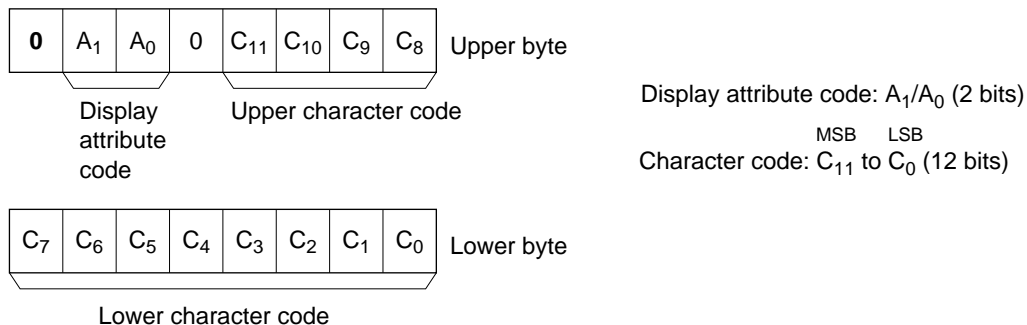 0 A1 A0 0 C11 C10 C9 C8 Upper byte
Display attribute code
Upper character code
Display attribute code: A1/A0 (2 bits)
MSB LSB
Character code: C11 to C0 (12 bits)
C7 C6 C5 C4 C3 C2 C1 C0 Lower byte
Lower character code